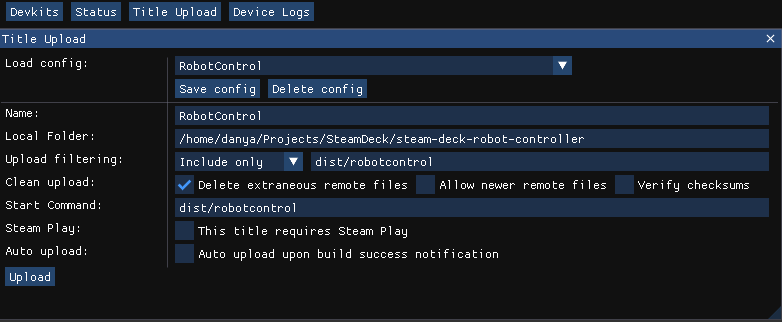 Devkits Status Title Upload Device Logs
Title Upload
Load config: RobotControl
Save config Delete config
Name: RobotControl
Local Folder: /home/danya/Projects/SteamDeck/steam-deck-robot-controller
Upload filtering: Include only dist/robotcontrol
Clean upload: Delete extraneous remote files Allow newer remote files Verify checksums
Start Command: dist/robotcontrol
Steam Play: This title requires Steam Play
Auto upload: Auto upload upon build success notification
Upload